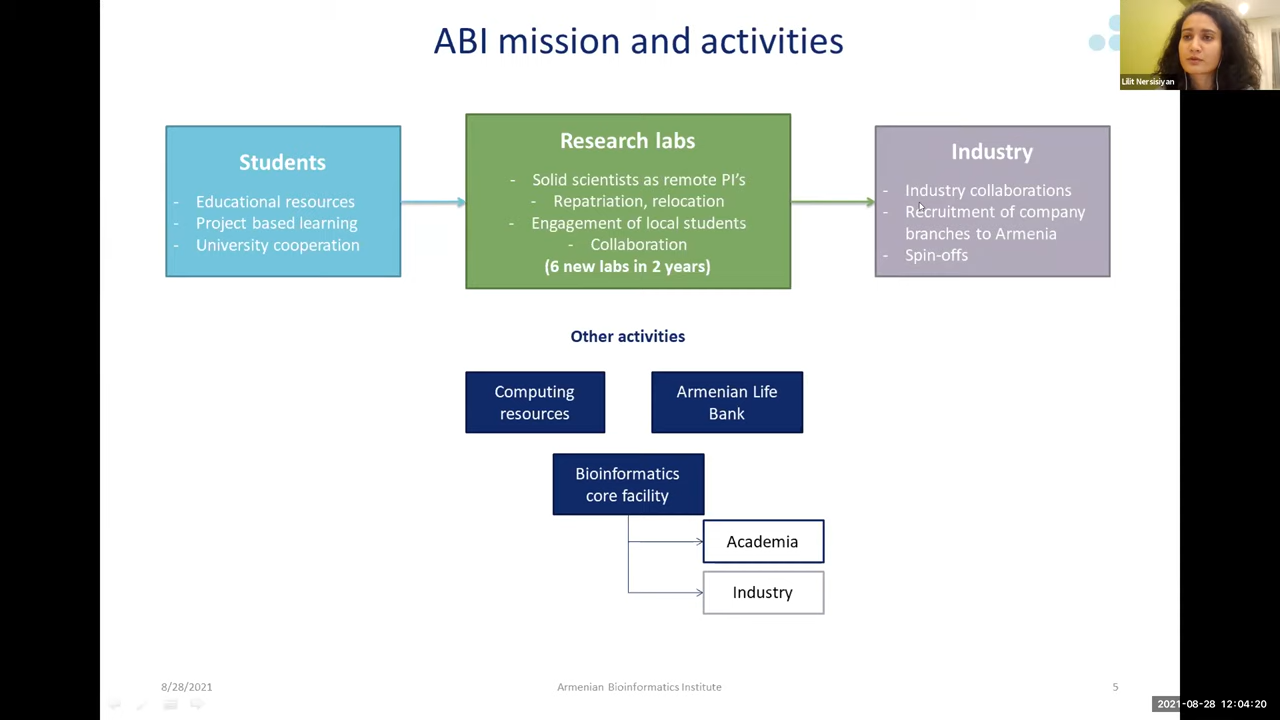 ABI mission and activities
Lilit Nersisiyan
Students
- Educational resources
- Project based learning
- University cooperation
Research labs
- Solid scientists as remote PI's
- Repatriation, relocation
- Engagement of local students
- Collaboration
(6 new labs in 2 years)
Industry
- Industry collaborations
- Recruitment of company
branches to Armenia
- Spin-offs
Other activities
Computing
resources
Armenian Life
Bank
Bioinformatics
core facility
Academia
Industry
8/28/2021
Armenian Bioinformatics Institute
5
2021-08-28 12:04:20